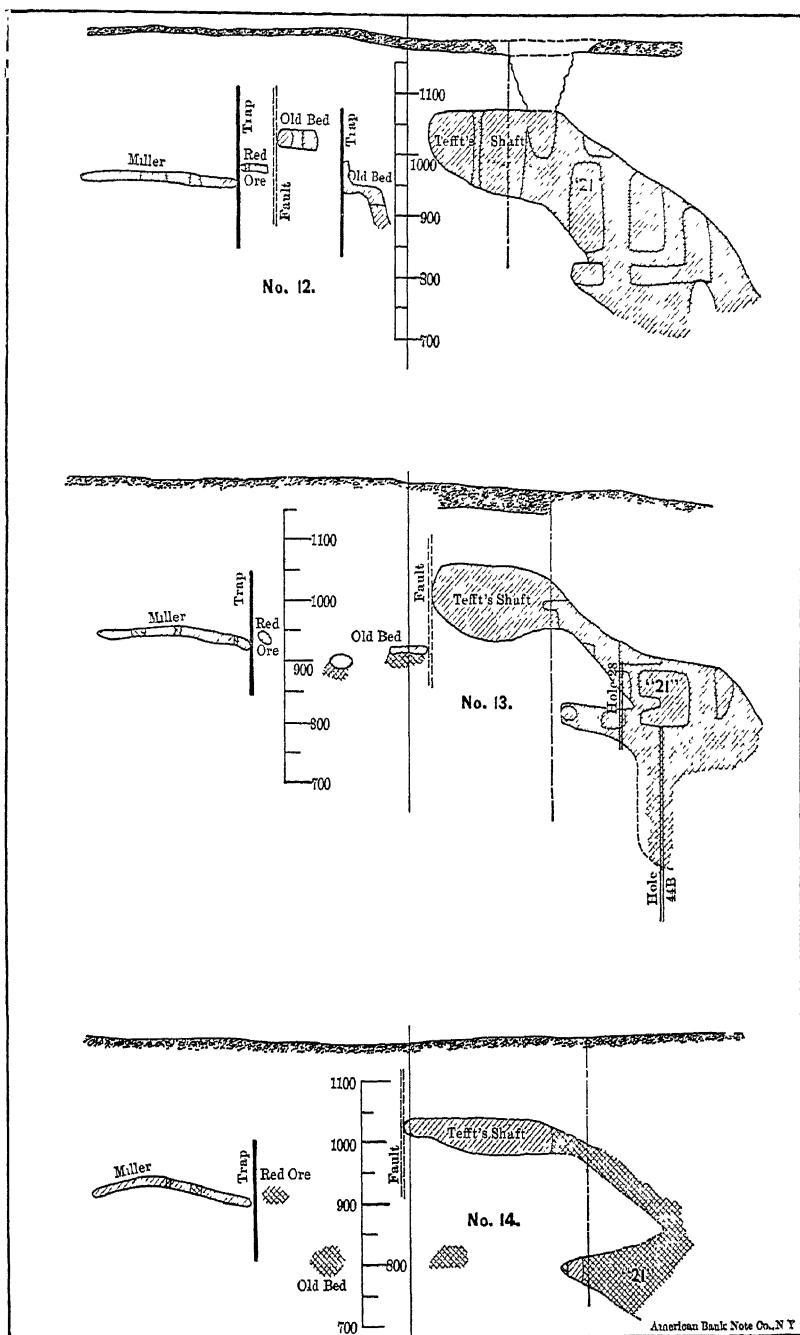 1100
Trap
Old Bed
Trap
Tefft's Shaft
Miller
Red
Ore
1000
Old Bed
"21"
Fault
900
No. 12.
800
700
1100
Fault
Trap
1000
Tefft's Shaft
Miller
Red
Ore
Old Bed
900
Hole 28
"21"
No. 13.
800
700
Hole
44B
1100
Tefft's Shaft
1000
Fault
Miller
Trap
Red Ore
900
No. 14.
800
Old Bed
"21"
700
American Bank Note Co., N Y